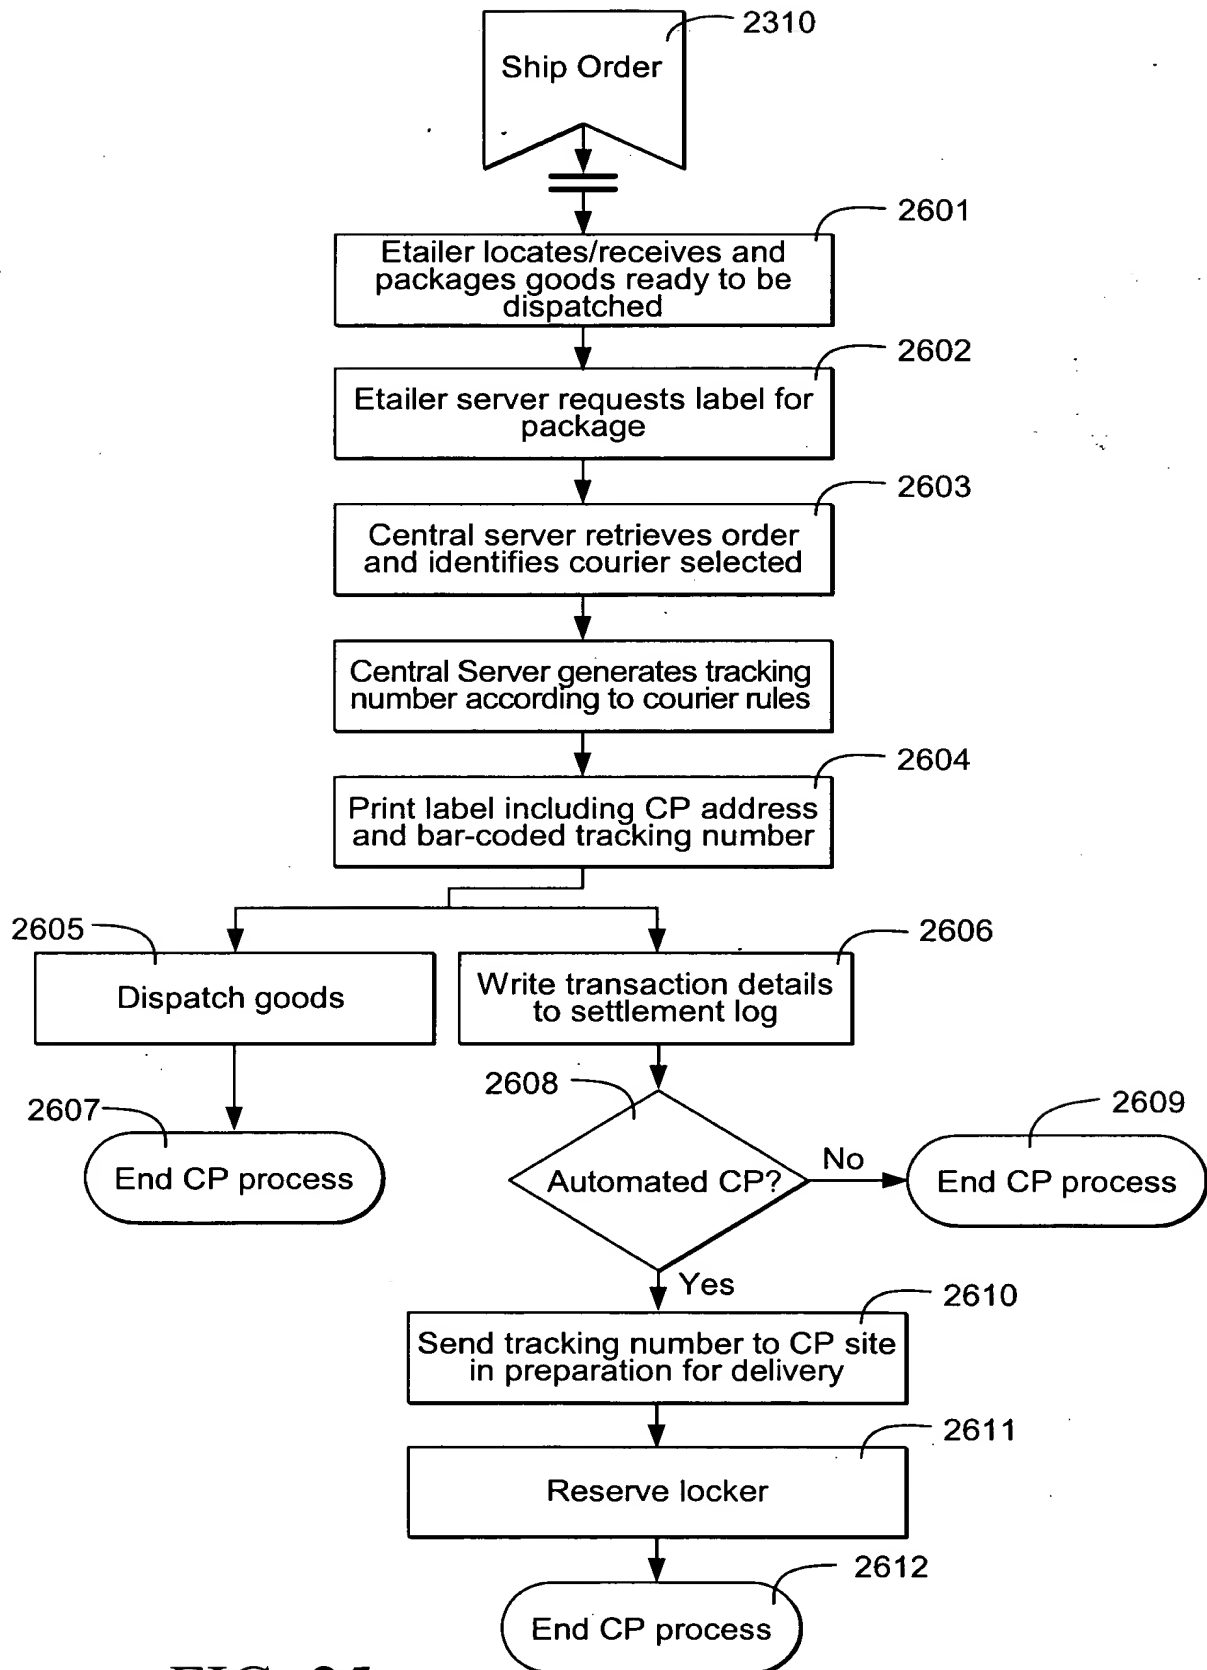 2310
Ship Order
2601
Etailer locates/receives and
packages goods ready to be
dispatched
2602
Etailer server requests label for
package
2603
Central server retrieves order
and identifies courier selected
Central Server generates tracking
number according to courier rules
2604
Print label including CP address
and bar-coded tracking number
2605
2606
Dispatch goods
Write transaction details
to settlement log
2608
2607
2609
End CP process
Automated CP?
No
End CP process
Yes
2610
Send tracking number to CP site
in preparation for delivery
2611
Reserve locker
2612
End CP process